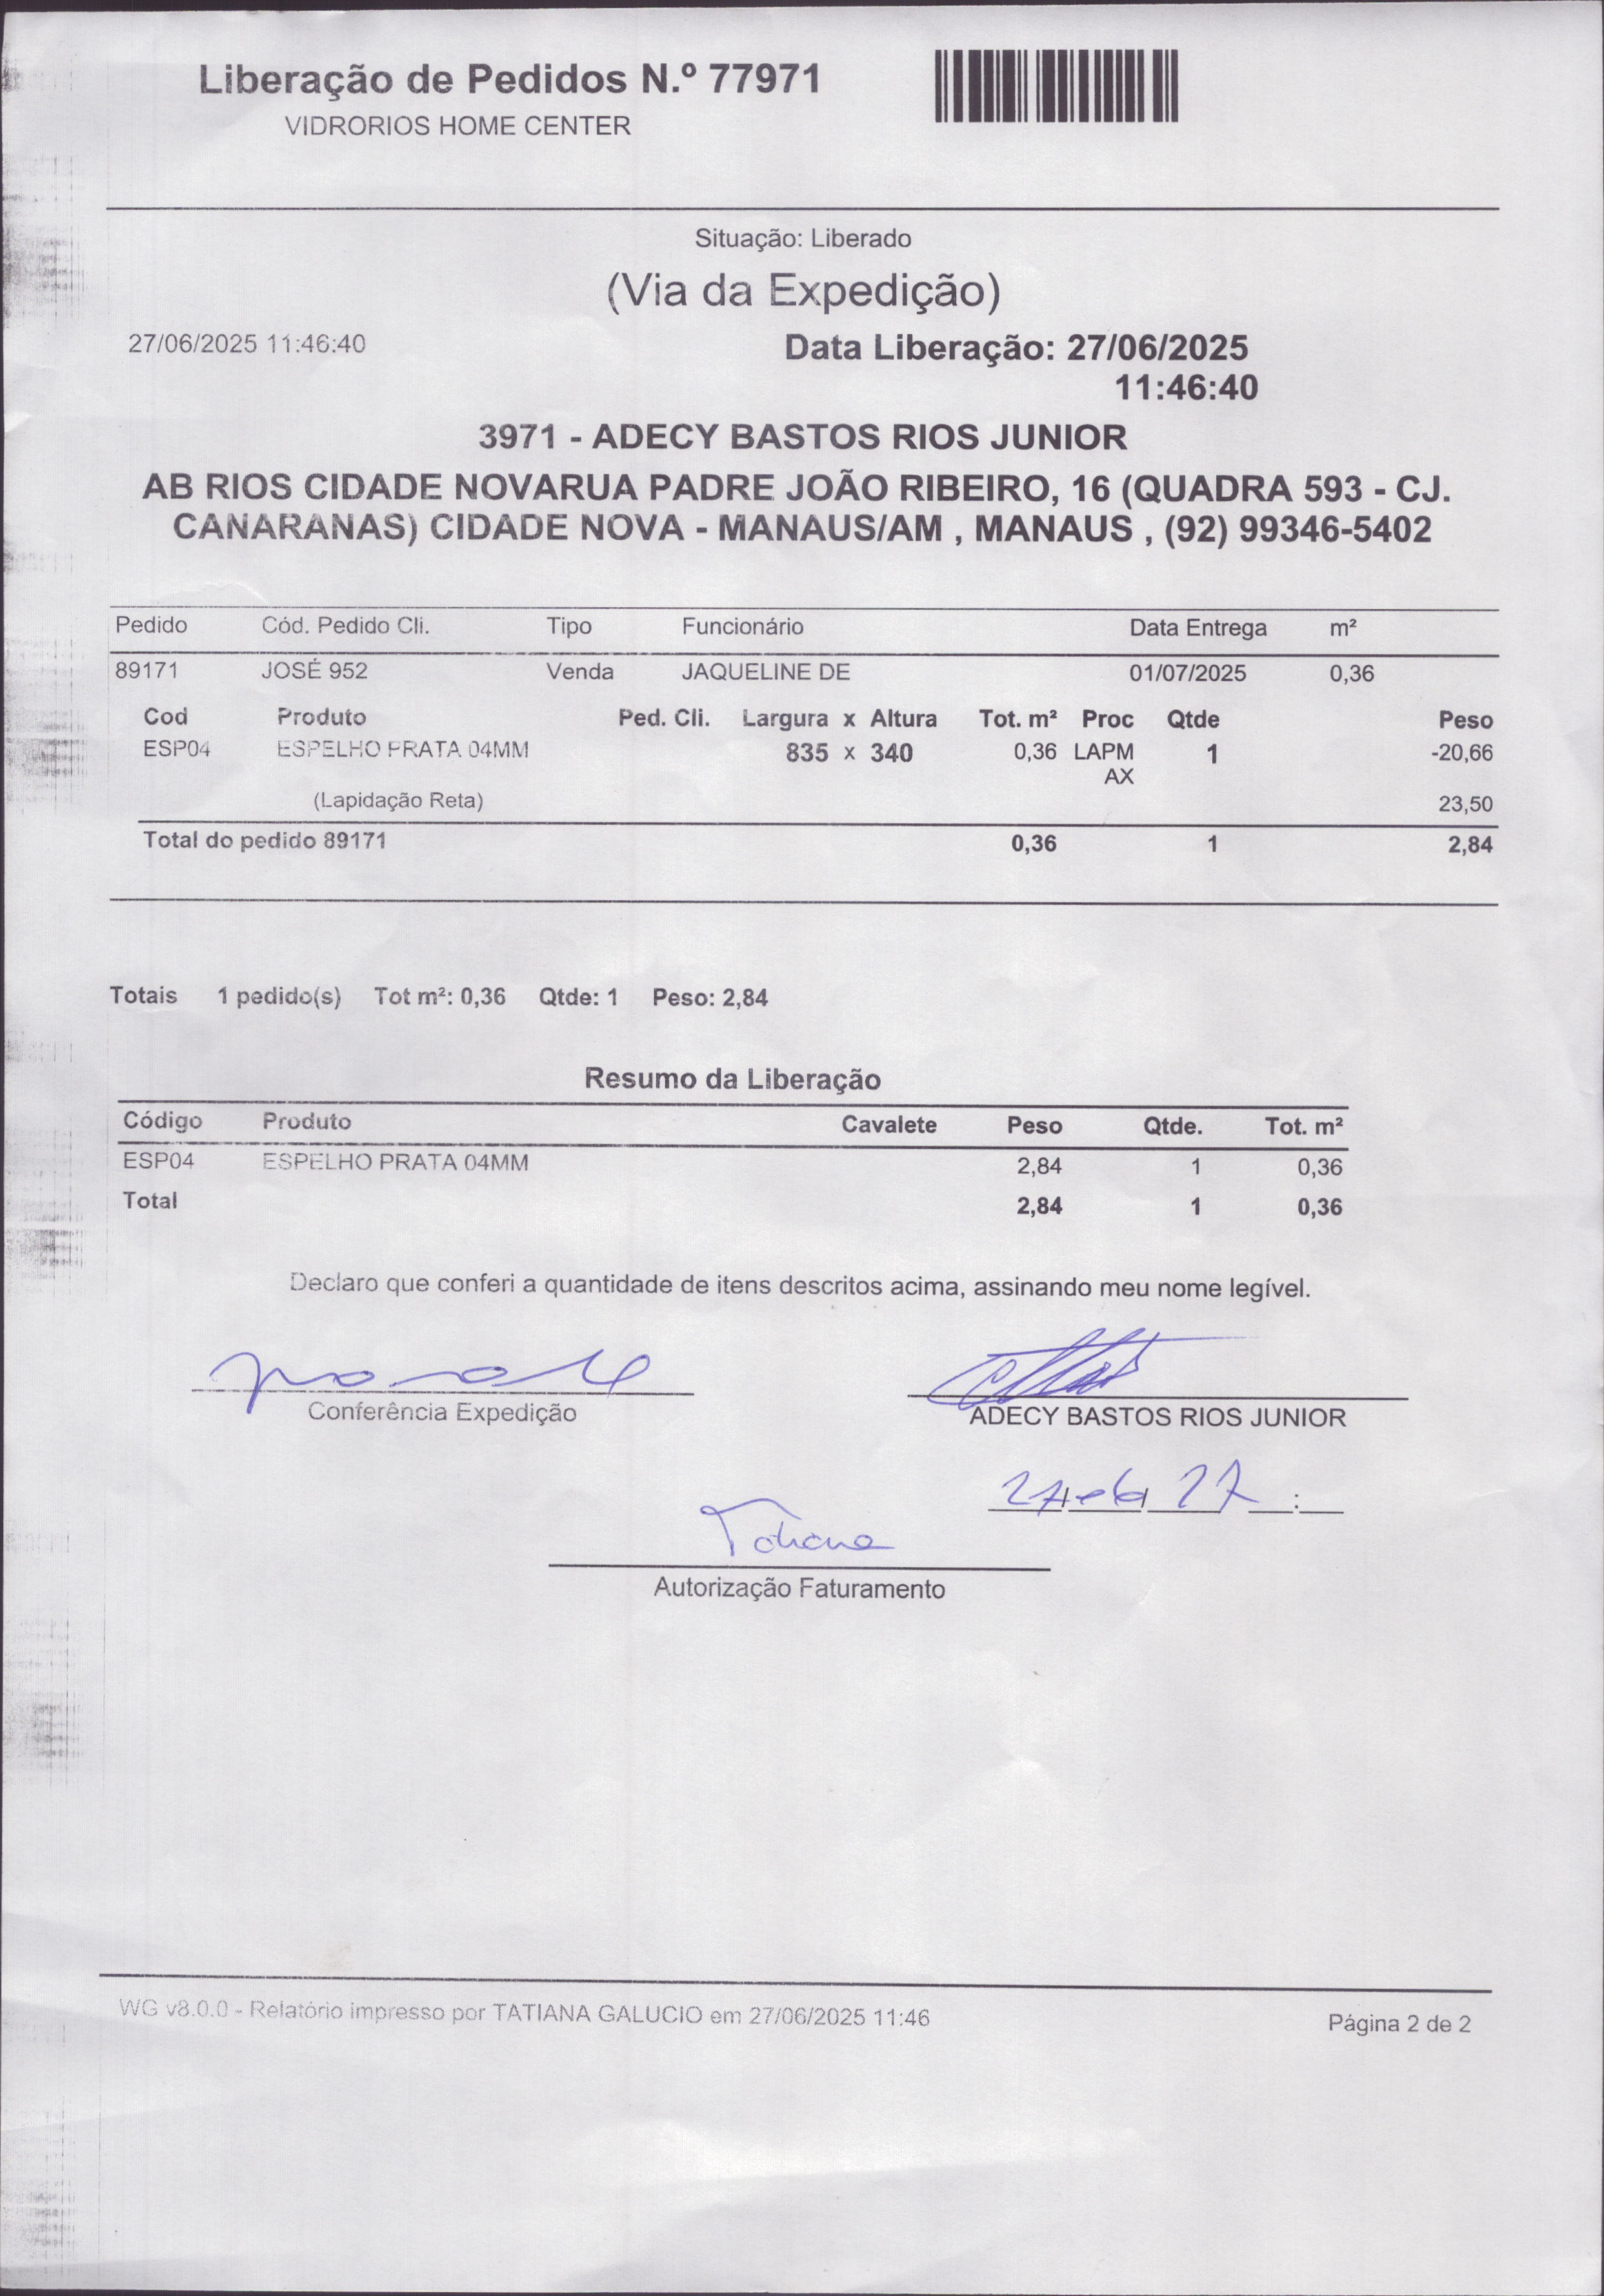 Liberação de Pedidos N.º 77971
VIDRORIOS HOME CENTER
Situação: Liberado
(Via da Expedição)
27/06/2025 11:46:40
Data Liberação: 27/06/2025
11:46:40
3971 - ADECY BASTOS RIOS JUNIOR
AB RIOS CIDADE NOVARUA PADRE JOÃO RIBEIRO, 16 (QUADRA 593 - CJ.
CANARANAS) CIDADE NOVA - MANAUS/AM , MANAUS , (92) 99346-5402
Pedido Cód. Pedido Cli. Tipo Funcionário Data Entrega m²
89171 JOSÉ 952 Venda JAQUELINE DE 01/07/2025 0,36
Cod Produto Ped. Cli. Largura x Altura Tot. m² Proc Qtde Peso
ESP04 ESPELHO PRATA 04MM 835 x 340 0,36 LAPM 1 -20,66
AX
(Lapidação Reta) 23,50
Total do pedido 89171 0,36 1 2,84
Totais 1 pedido(s) Tot m²: 0,36 Qtde: 1 Peso: 2,84
Resumo da Liberação
Código Produto Cavalete Peso Qtde. Tot. m²
ESP04 ESPELHO PRATA 04MM 2,84 1 0,36
Total 2,84 1 0,36
Declaro que conferi a quantidade de itens descritos acima, assinando meu nome legível.
Conferência Expedição
ADECY BASTOS RIOS JUNIOR
Autorização Faturamento
WG v8.0.0 - Relatório impresso por TATIANA GALUCIO em 27/06/2025 11:46
Página 2 de 2